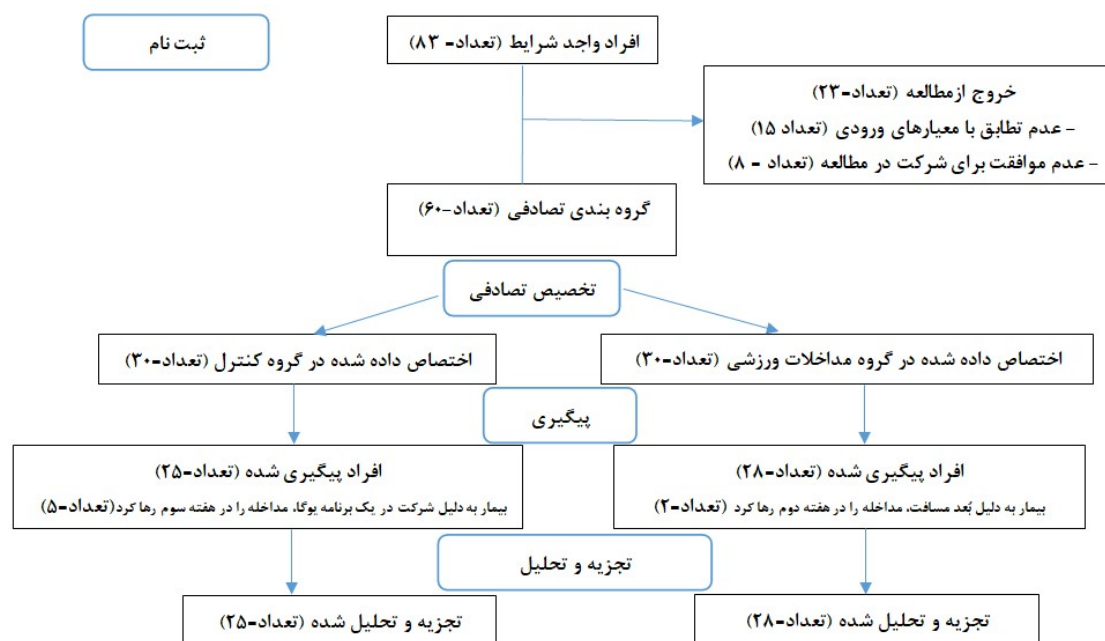 ثبت نام
افراد واجد شرایط (تعداد- ۸۳)
خروج ازمطالعه (تعداد-۲۳)
- عدم تطابق با معیارهای ورودی (تعداد ۱۵)
- عدم موافقت برای شرکت در مطالعه (تعداد - ۸)
گروه بندی تصادفی (تعداد-۶۰)
تخصیص تصادفی
اختصاص داده شده در گروه مداخلات ورزشی (تعداد-۳۰)
اختصاص داده شده در گروه کنترل (تعداد-۳۰)
پیگیری
افراد پیگیری شده (تعداد-۲۸)
بیمار به دلیل بُعد مسافت، مداخله را در هفته دوم رها کرد (تعداد-۲)
افراد پیگیری شده (تعداد-۲۵)
بیمار به دلیل شرکت در یک برنامه یوگا، مداخله را در هفته سوم رها کرد(تعداد-۵)
تجزیه و تحلیل
تجزیه و تحلیل شده (تعداد-۲۸)
تجزیه و تحلیل شده (تعداد-۲۵)